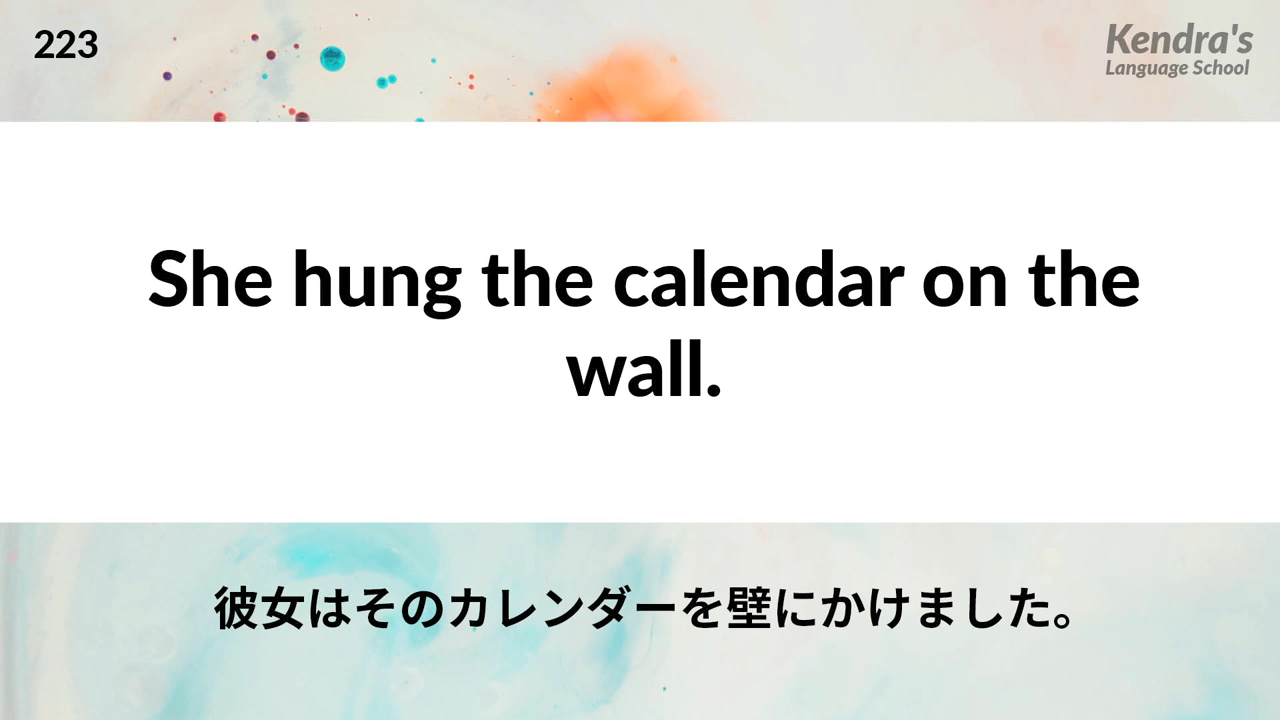 223
Kendra's
Language School
She hung the calendar on the
wall.
彼女はそのカレンダーを壁にかけました。